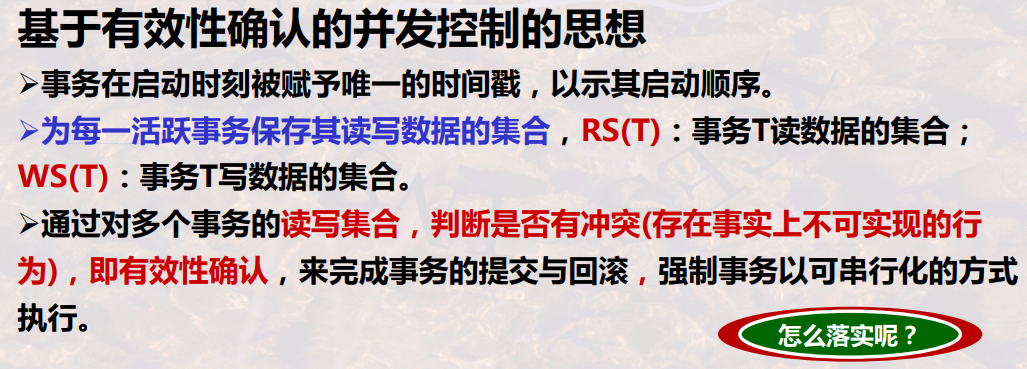 基于有效性确认的并发控制的思想
➢事务在启动时刻被赋予唯一的时间戳，以示其启动顺序。
➢为每一活跃事务保存其读写数据的集合，RS(T)：事务T读数据的集合；
WS(T)：事务T写数据的集合。
➢通过对多个事务的读写集合，判断是否有冲突(存在事实上不可实现的行
为)，即有效性确认，来完成事务的提交与回滚，强制事务以可串行化的方式
执行。
怎么落实呢？